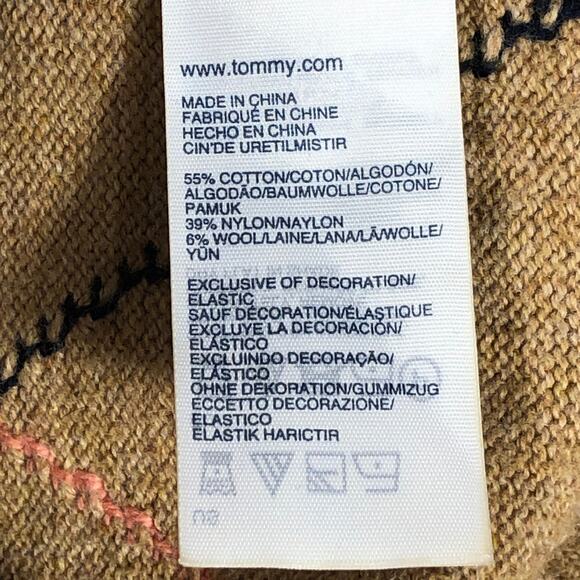 www.tommy.com
MADE IN CHINA
FABRIQUÉ EN CHINE
HECHO EN CHINA
CIN'DE URETILMISTIR
55% COTTON/COTON/ALGODÓN/
ALGODÃO/BAUMWOLLE/COTONE/
PAMUK
39% NYLON/NAYLON
6% WOOL/LAINE/LANA/LÃ/WOLLE/
YÜN
EXCLUSIVE OF DECORATION/
ELASTIC
SAUF DÉCORATION/ÉLASTIQUE
EXCLUYE LA DECORACIÓN/
ELÁSTICO
EXCLUINDO DECORAÇÃO/
ELÁSTICO
OHNE DEKORATION/GUMMIZUG
ECCETTO DECORAZIONE/
ELASTICO
ELASTIK HARICTIR